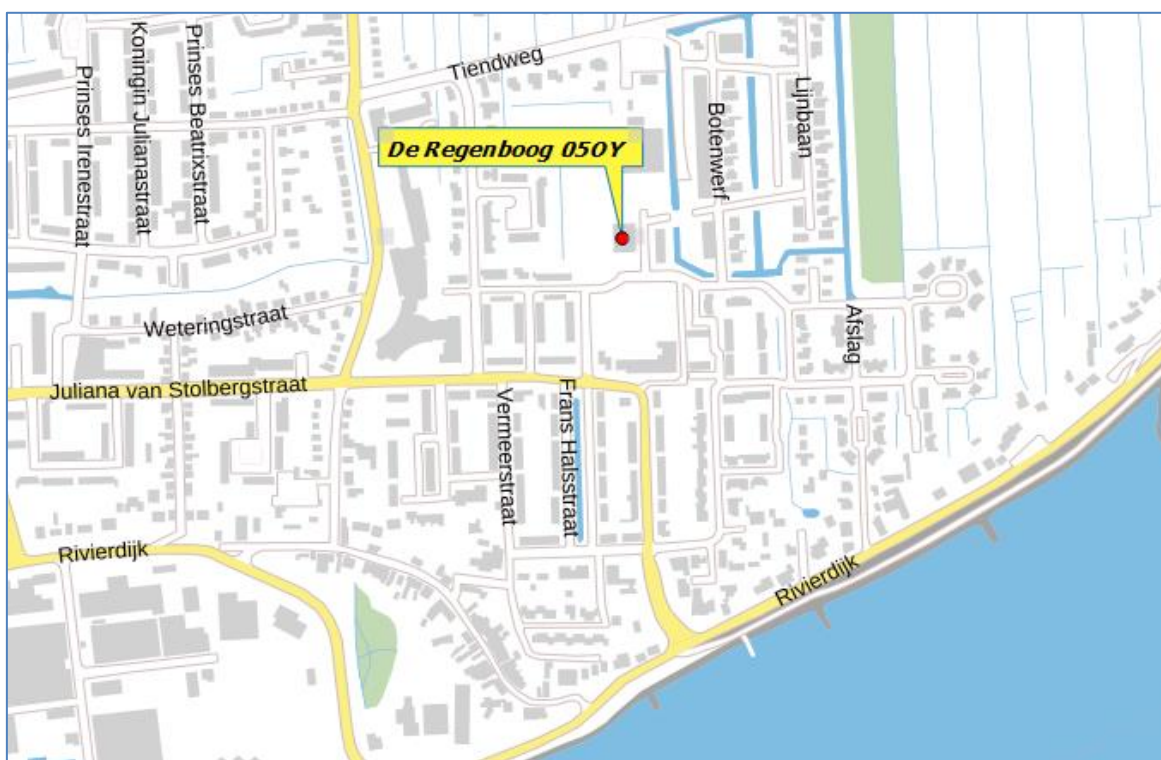 Prinses Irenestraat
Koningin Julianastraat
Prinses Beatrixstraat
Tiendweg
Botenwerf
Lijnbaan
De Regenboog 05OY
Weteringstraat
Afslag
Juliana van Stolbergstraat
Vermeerstraat
Frans Halsstraat
Rivierdijk
Rivierdijk